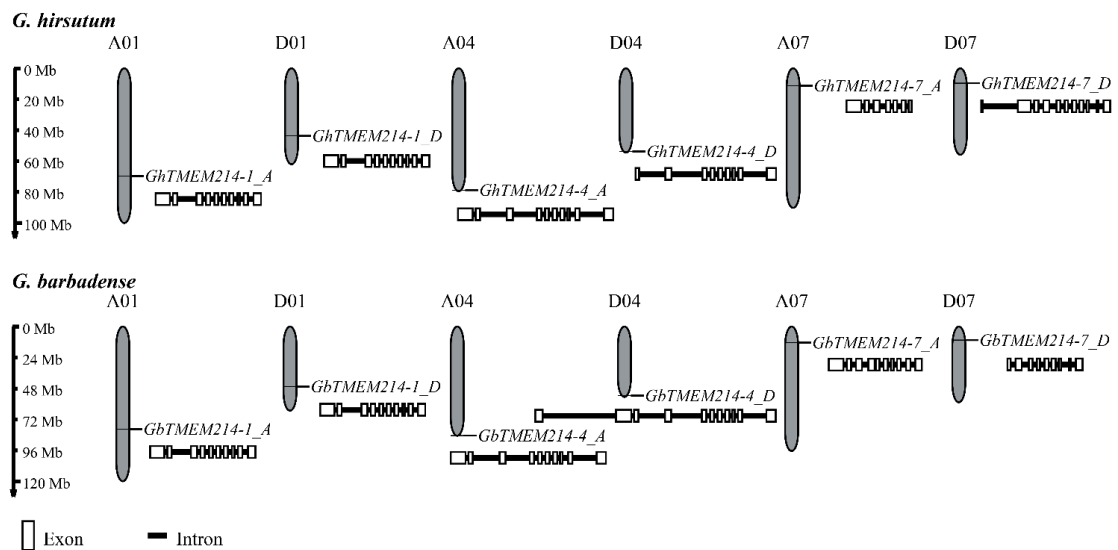 G. hirsutum
A01 D01 A04 D04 A07 D07
0 Mb
20 Mb
40 Mb
60 Mb
80 Mb
100 Mb
GhTMEM214-1_A
GhTMEM214-1_D
GhTMEM214-4_A
GhTMEM214-4_D
GhTMEM214-7_A
GhTMEM214-7_D
G. barbadense
A01 D01 A04 D04 A07 D07
0 Mb
24 Mb
48 Mb
72 Mb
96 Mb
120 Mb
GbTMEM214-1_A
GbTMEM214-1_D
GbTMEM214-4_A
GbTMEM214-4_D
GbTMEM214-7_A
GbTMEM214-7_D
Exon Intron